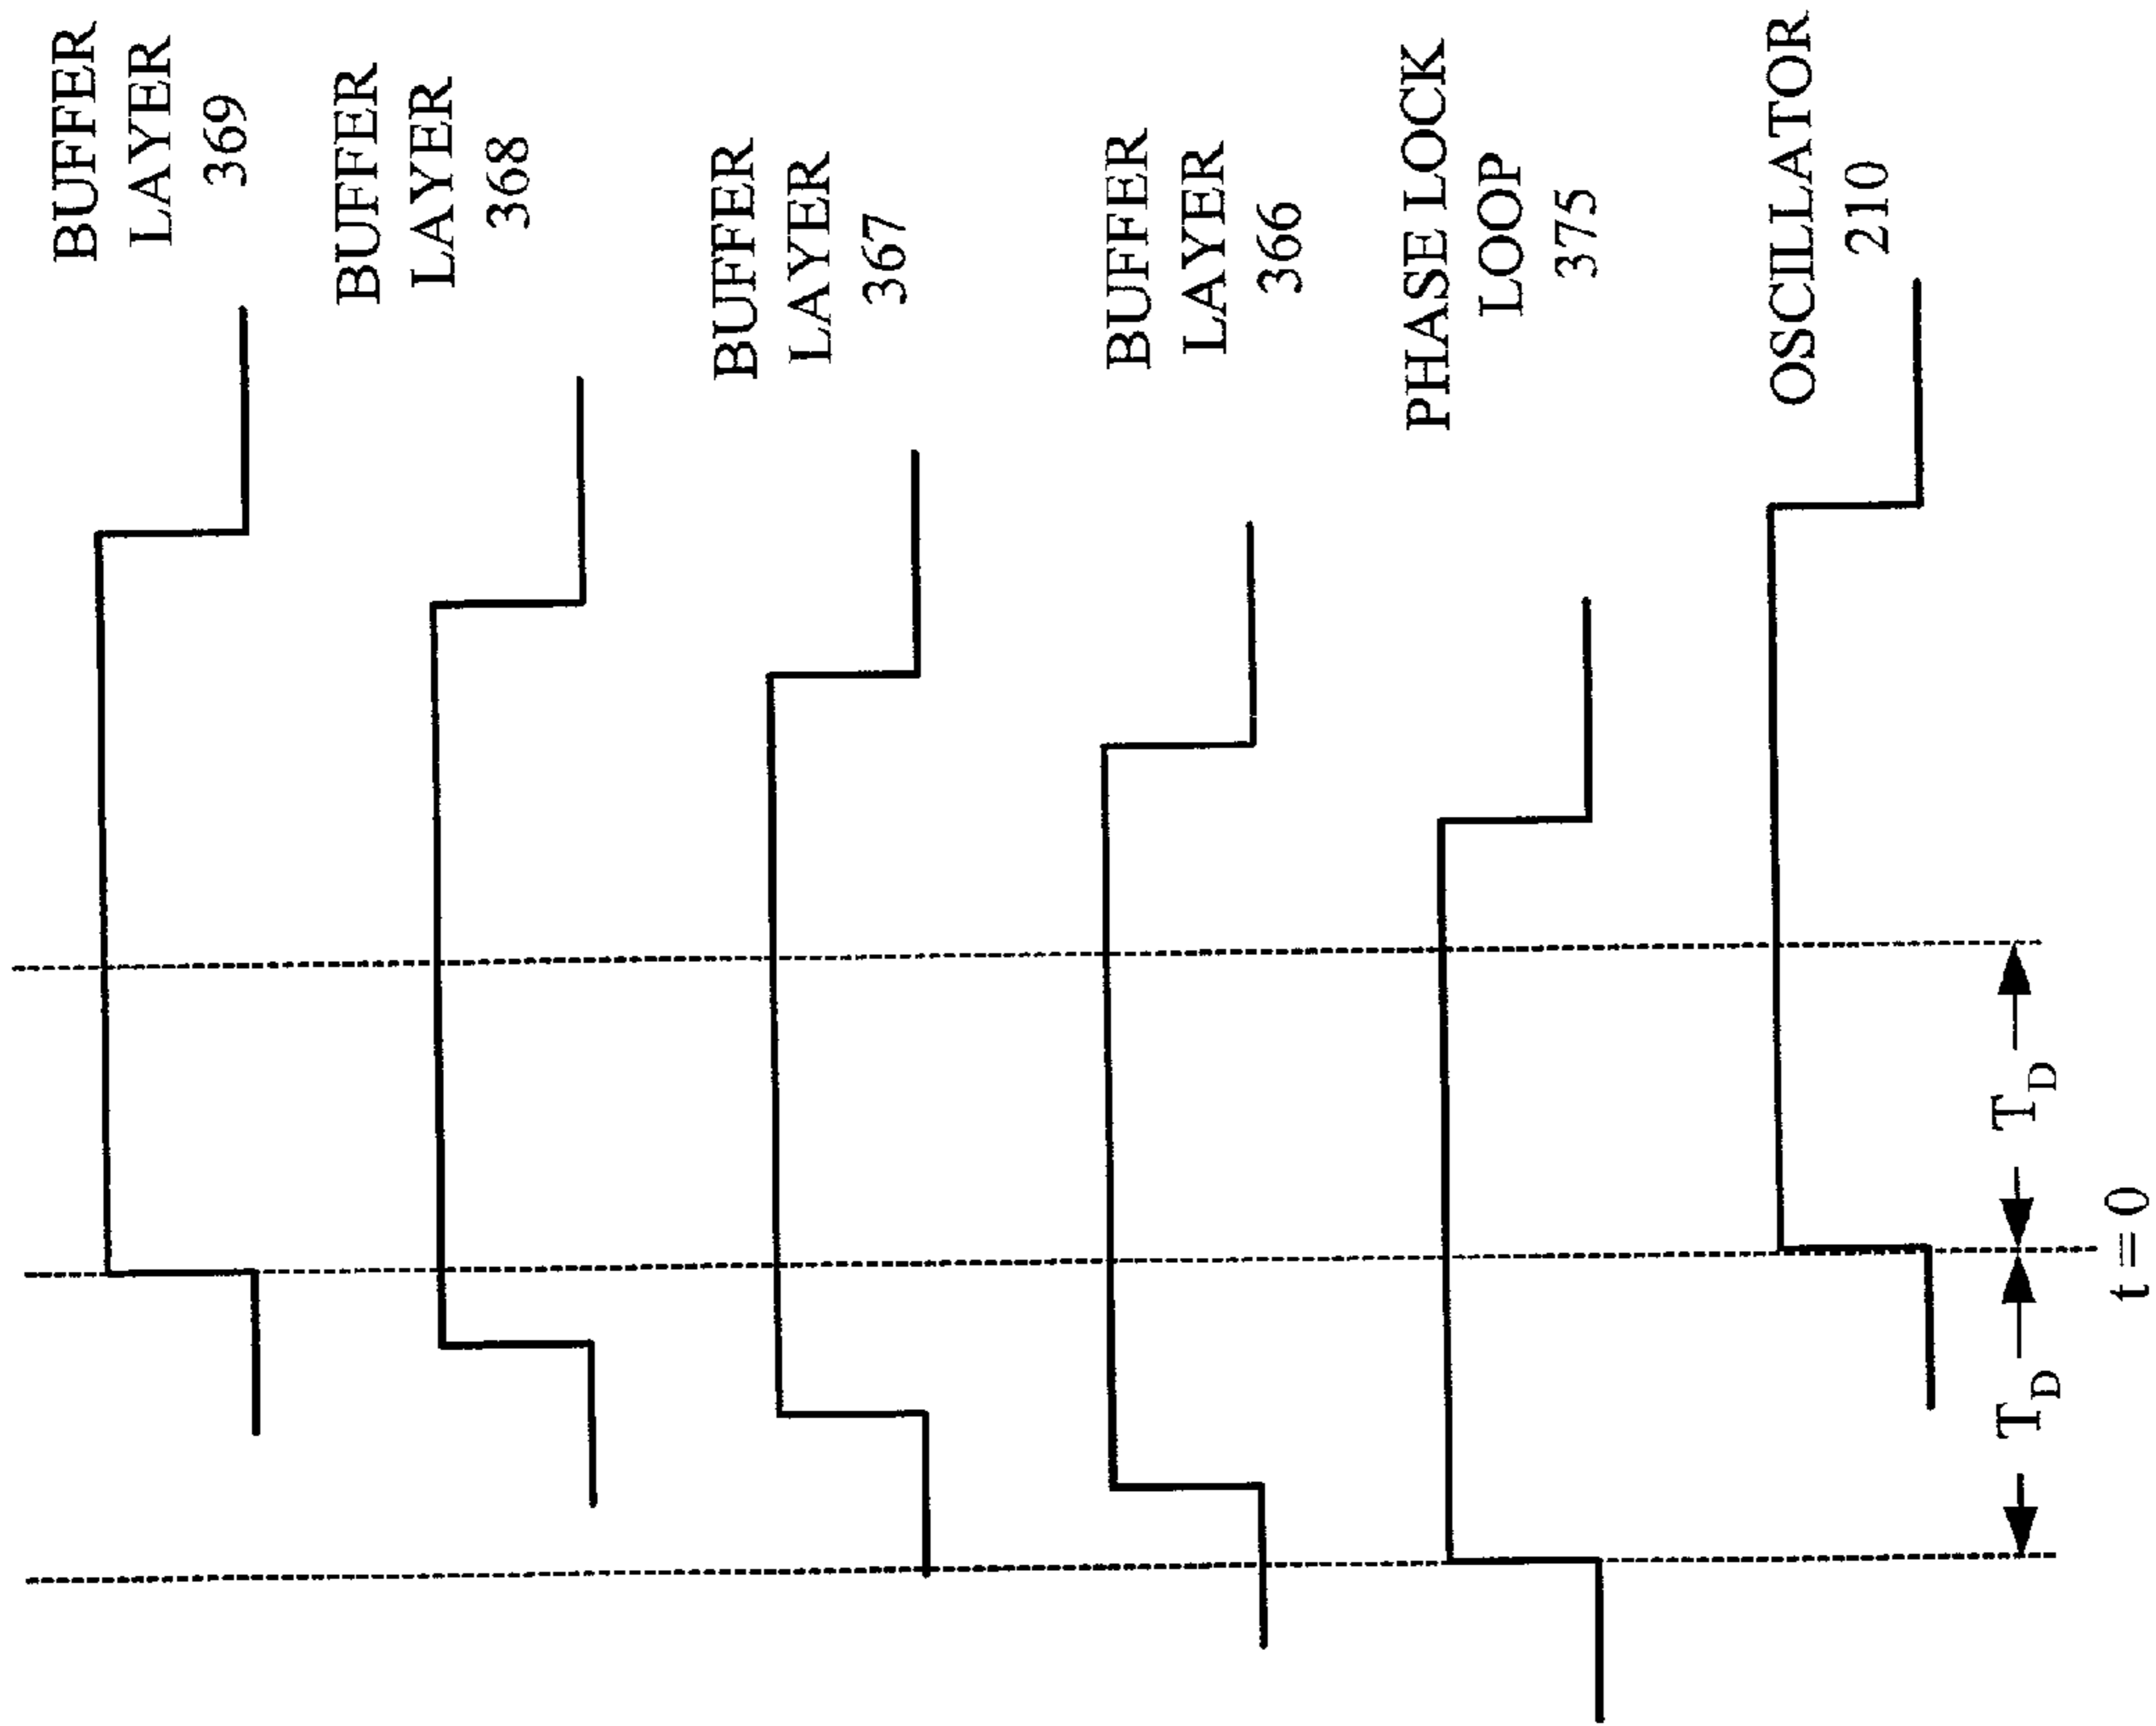 BUFFER
LAYER
369
BUFFER
LAYER
368
BUFFER
LAYER
367
BUFFER
LAYER
366
PHASE LOCK
LOOP
375
OSCILLATOR
210
T_D T_D
t = 0